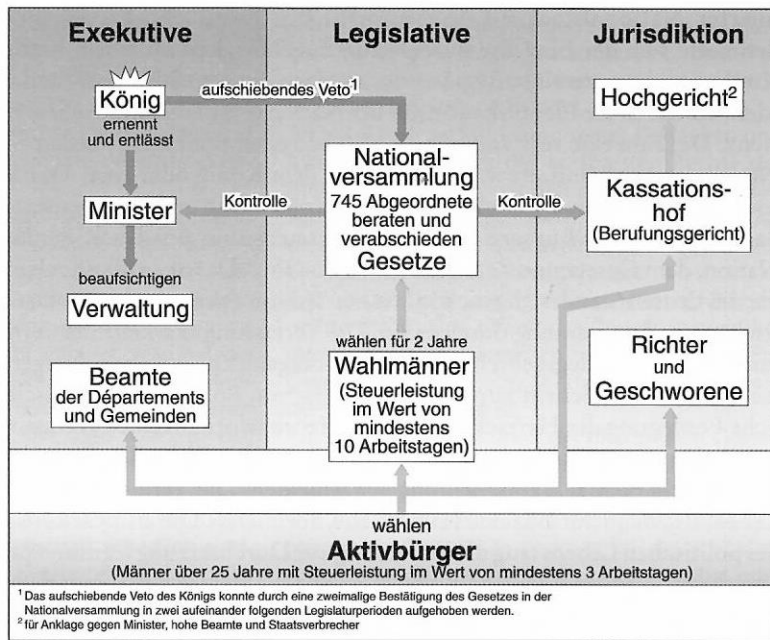 Exekutive
Legislative
Jurisdiktion
König
ernennt
und entlässt
Minister
beaufsichtigen
Verwaltung
Beamte
der Départements
und Gemeinden
aufschiebendes Veto¹
Kontrolle
National-
versammlung
745 Abgeordnete
beraten und
verabschieden
Gesetze
Kontrolle
wählen für 2 Jahre
Wahlmänner
(Steuerleistung
im Wert von
mindestens
10 Arbeitstagen)
Hochgericht²
Kassations-
hof
(Berufungsgericht)
Richter
und
Geschworene
wählen
Aktivbürger
(Männer über 25 Jahre mit Steuerleistung im Wert von mindestens 3 Arbeitstagen)
¹ Das aufschiebende Veto des Königs konnte durch eine zweimalige Bestätigung des Gesetzes in der
Nationalversammlung in zwei aufeinander folgenden Legislaturperioden aufgehoben werden.
² für Anklage gegen Minister, hohe Beamte und Staatsverbrecher